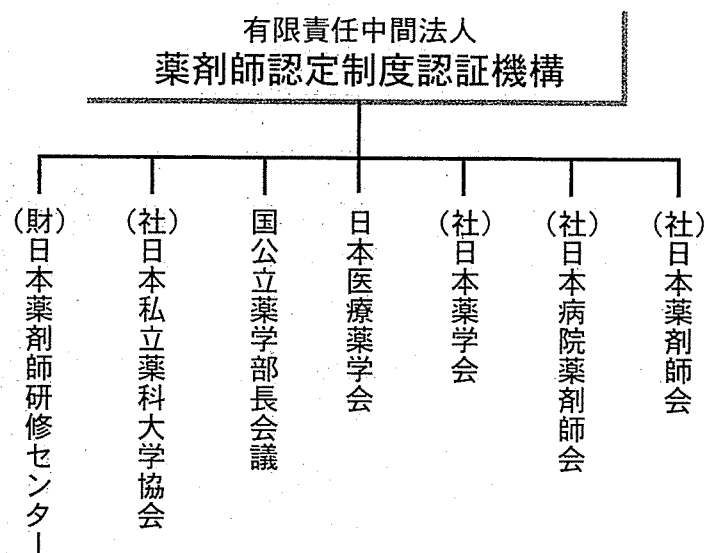 有限責任中間法人
薬剤師認定制度認証機構
(社)日本薬剤師会
(社)日本病院薬剤師会
(社)日本薬学会
日本医療薬学会
国公立薬学部長会議
(社)日本私立薬科大学協会
(財)日本薬剤師研修センター